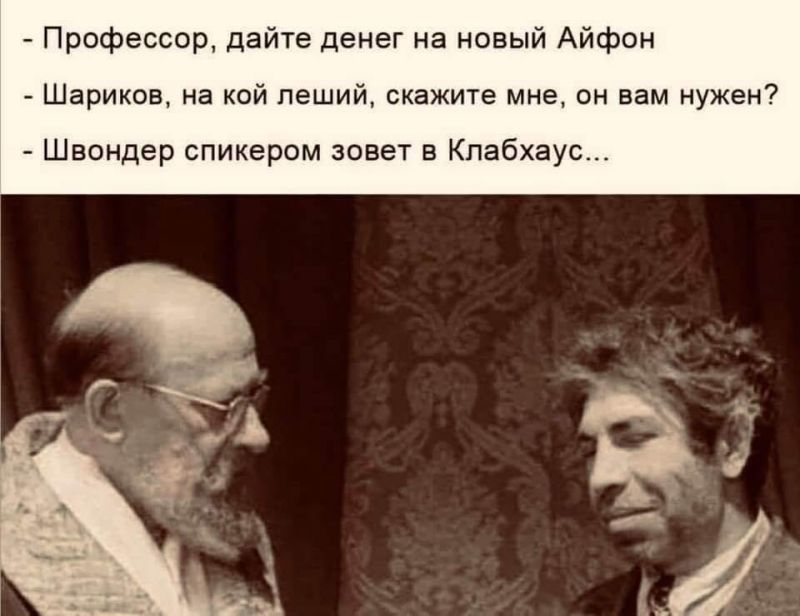 - Профессор, дайте денег на новый Айфон
- Шариков, на кой леший, скажите мне, он вам нужен?
- Швондер спикером зовет в Клабхаус...